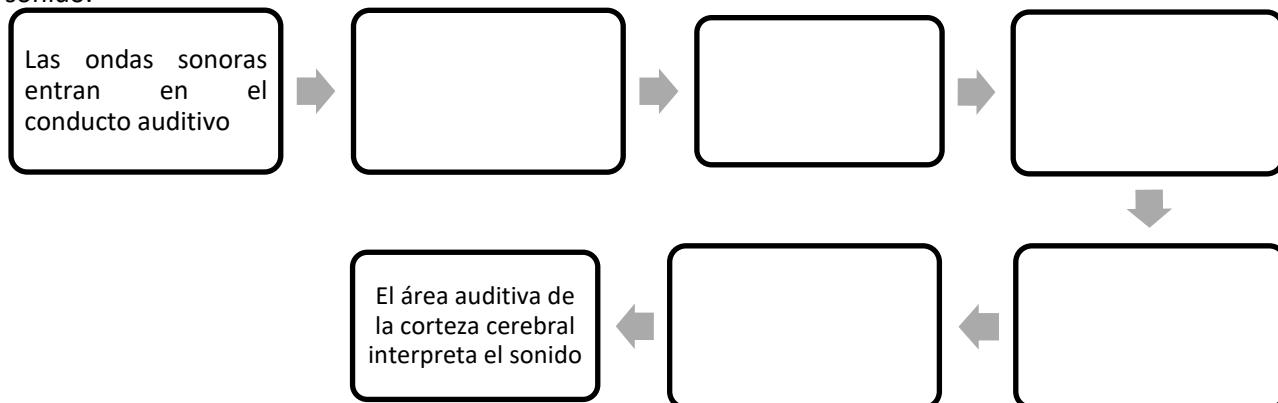 sonido.
Las ondas sonoras
entran en el
conducto auditivo
El área auditiva de
la corteza cerebral
interpreta el sonido